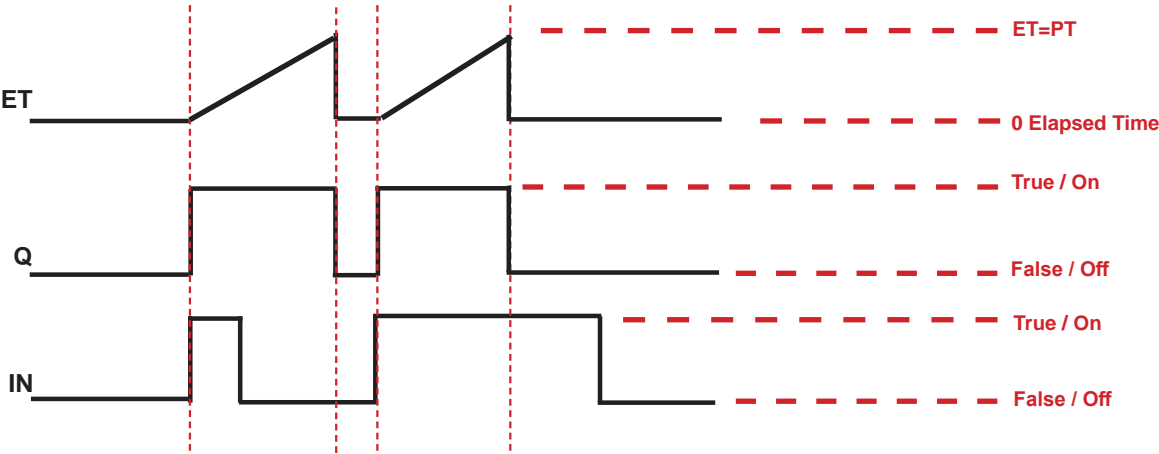 ET=PT
ET
0 Elapsed Time
True / On
Q
False / Off
True / On
IN
False / Off